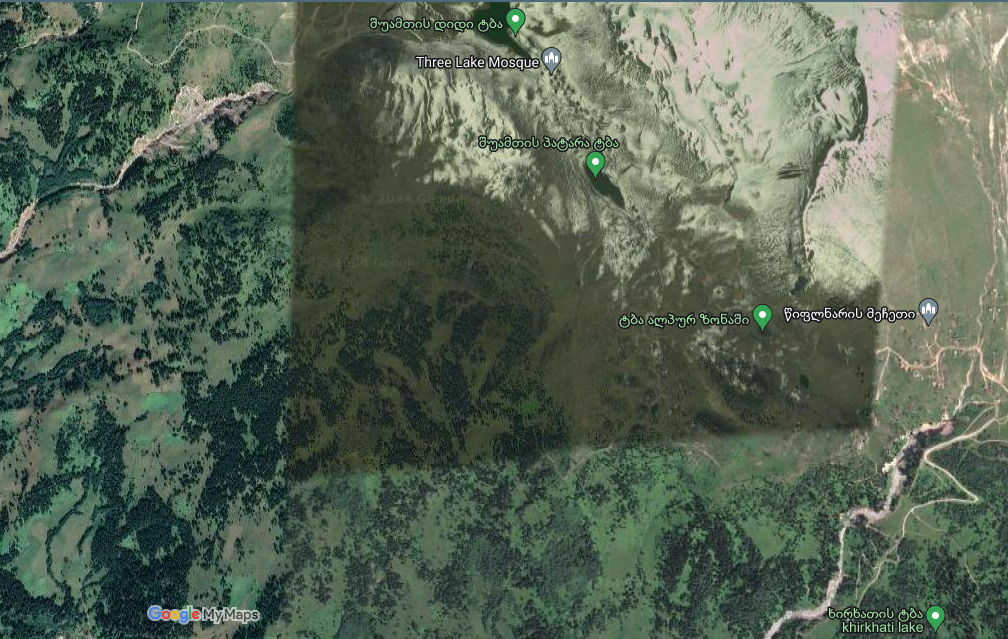 შუამთის დიდი ტბა
Three Lake Mosque
შუამთის პატარა ტბა
ტბა ალპურ ზონაში
წიფლნარის მეჩეთი
ხირხათის ტბა
khirkhati lake
Google My Maps